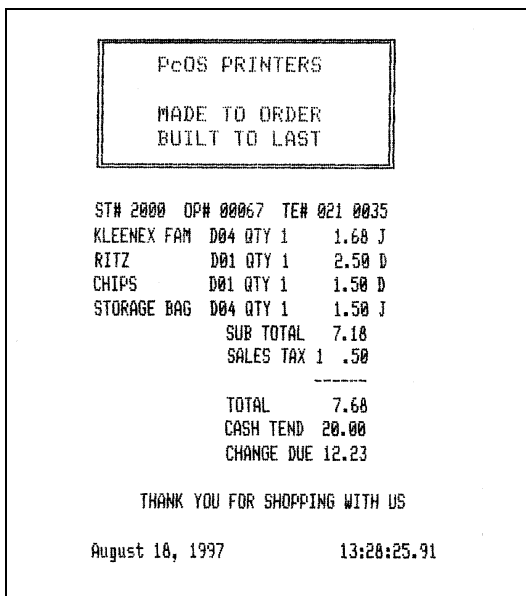 PcOS PRINTERS
MADE TO ORDER
BUILT TO LAST
ST# 2000 OP# 00067 TE# 021 0035
KLEENEX FAM D04 QTY 1 1.68 J
RITZ D01 QTY 1 2.50 D
CHIPS D01 QTY 1 1.50 D
STORAGE BAG D04 QTY 1 1.50 J
SUB TOTAL 7.18
SALES TAX 1 .50
------
TOTAL 7.68
CASH TEND 20.00
CHANGE DUE 12.23
THANK YOU FOR SHOPPING WITH US
August 18, 1997 13:28:25.91